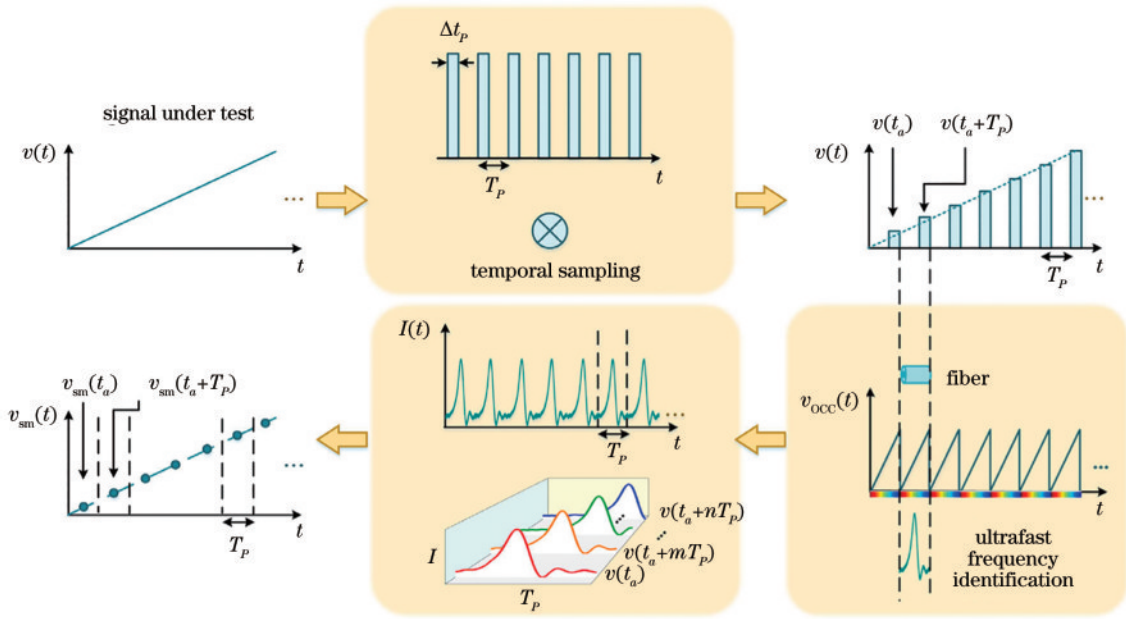 signal under test
v(t)
...
t
Δt_P
T_P
t
temporal sampling
v(t_a)
v(t_a+T_P)
v(t)
...
T_P
t
v_sm(t_a)
v_sm(t_a+T_P)
v_sm(t)
...
T_P
t
I(t)
...
T_P
t
I
...
v(t_a+nT_P)
...
v(t_a+mT_P)
v(t_a)
T_P
fiber
v_OCC(t)
...
t
ultrafast
frequency
identification